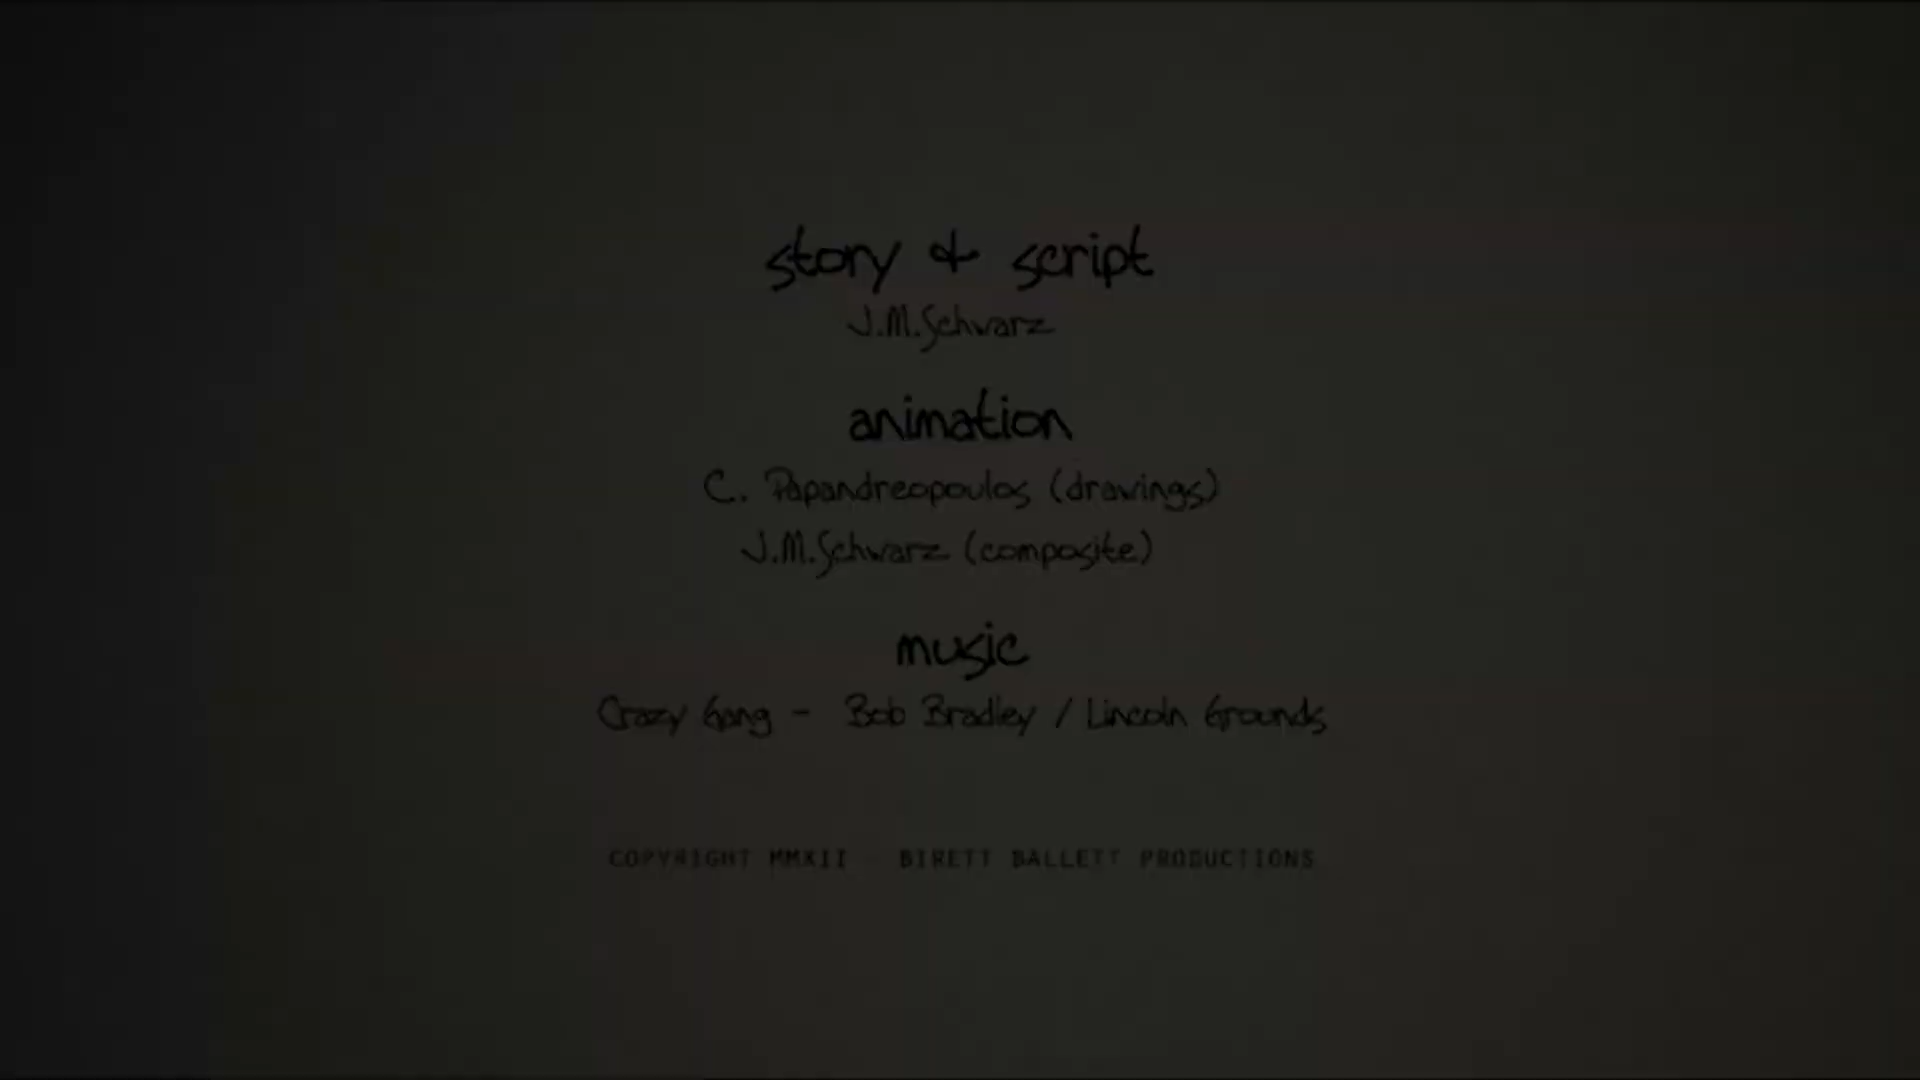 story & script
J.M.Schwarz
animation
C. Papandreopoulos (drawings)
J.M.Schwarz (composite)
music
Crazy Gang - Bob Bradley / Lincoln Grounds
COPYRIGHT MMXII BIRETT BALLETT PRODUCTIONS